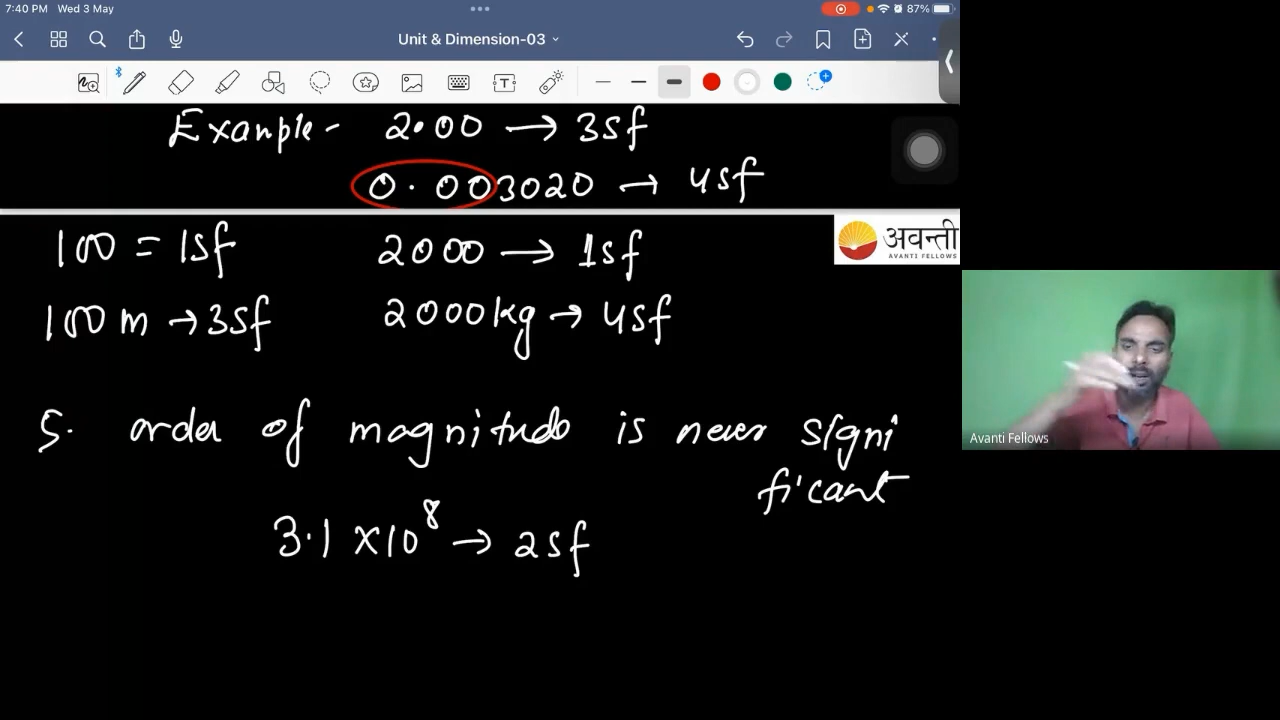 7:40 PM Wed 3 May
87%
Unit & Dimension-03
Example - 2.00 → 3sf
0.003020 → 4sf
100 = 1sf 2000 → 1sf
100 m → 3sf 2000kg → 4sf
अवन्ती
AVANTI FELLOWS
5. order of magnitude is never signi
ficant
3.1 ×10⁸ → 2sf
Avanti Fellows